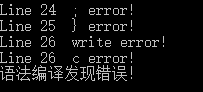 Line 24  ; error!
Line 25  } error!
Line 26  write error!
Line 26  c error!
语法编译发现错误!